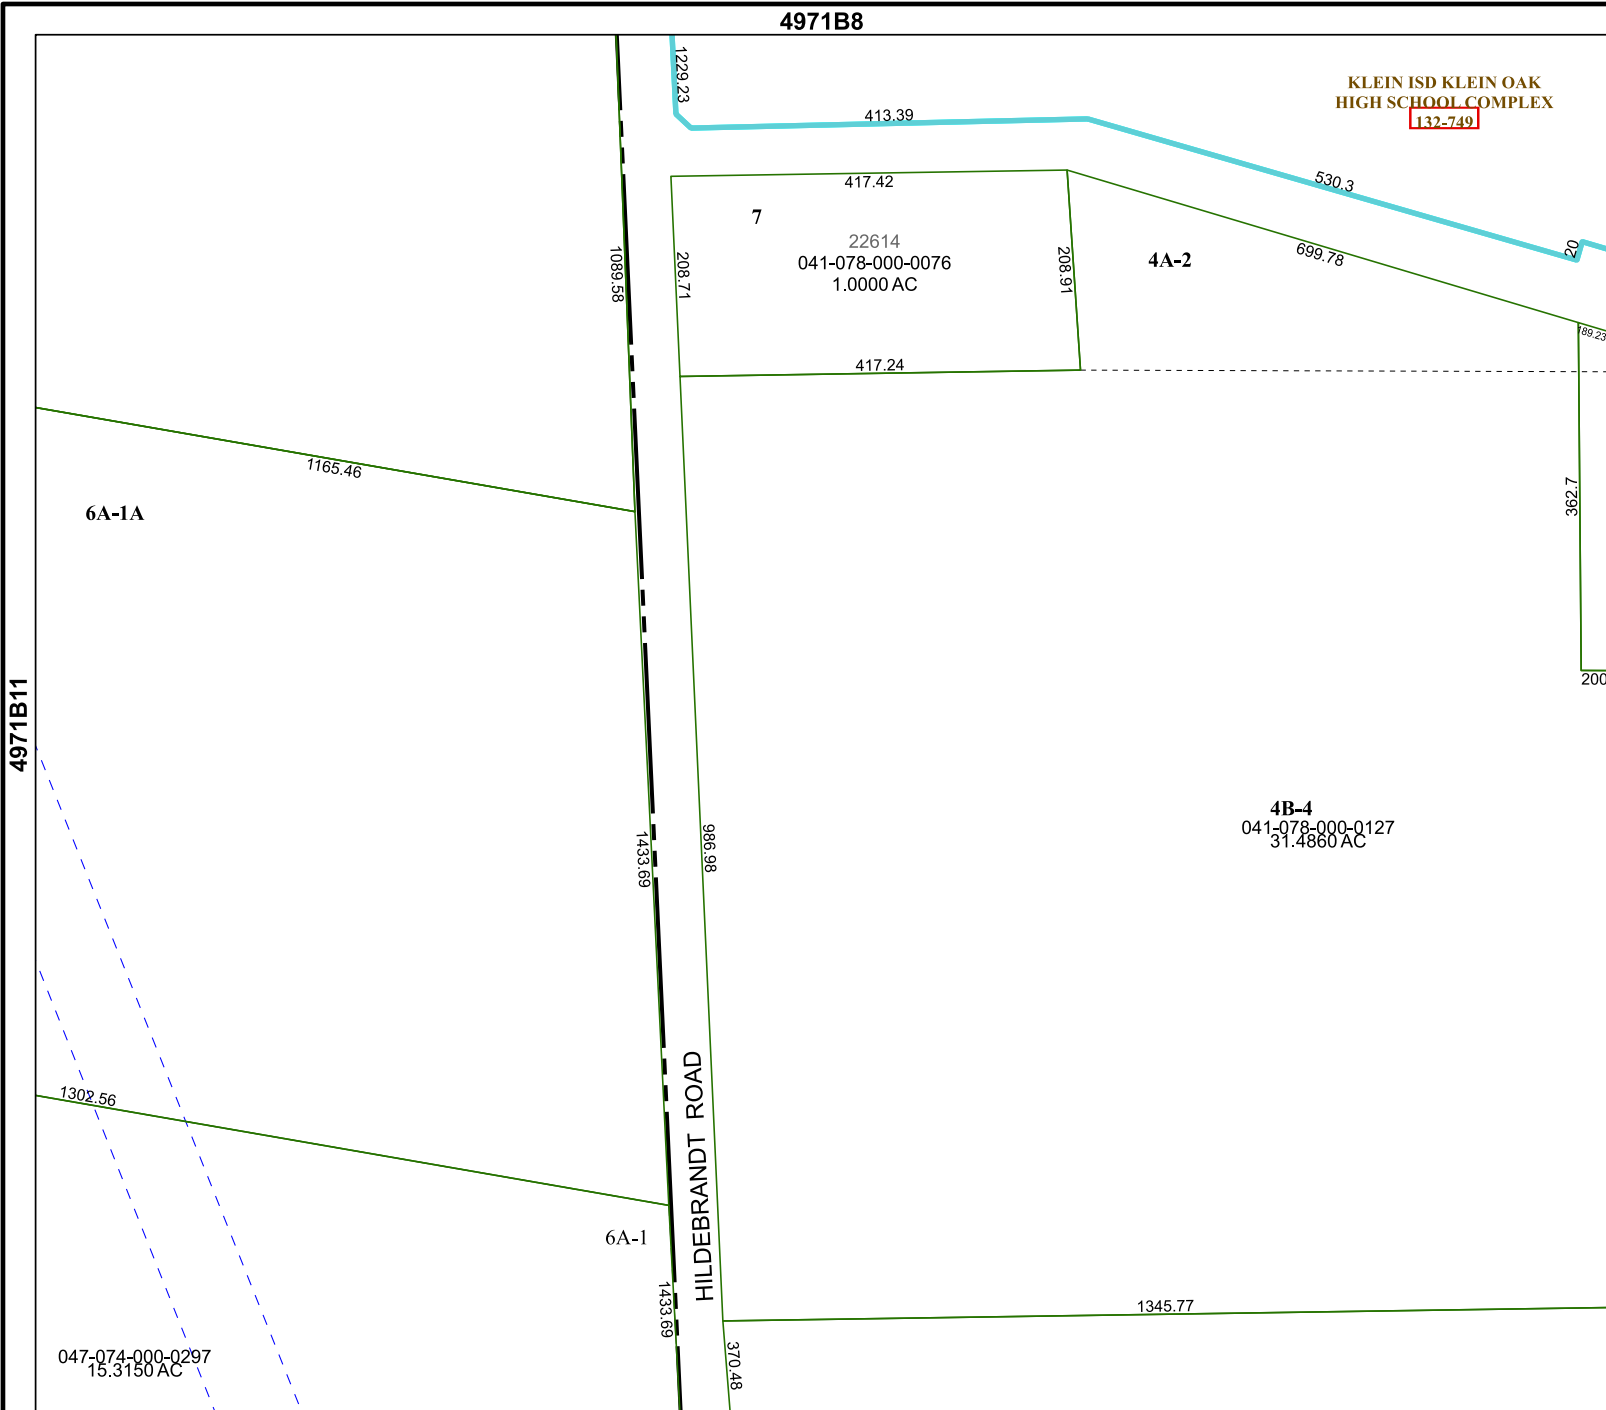 4971B8
1229.23
KLEIN ISD KLEIN OAK
HIGH SCHOOL COMPLEX
132-749
413.39
417.42
530.3
7
22614
041-078-000-0076
1.0000 AC
208.71
208.91
1089.58
4A-2
699.78
20
189.23
417.24
1165.46
6A-1A
362.7
200
4971B11
4B-4
041-078-000-0127
31.4860 AC
1433.69
986.98
1302.56
HILDEBRANDT ROAD
6A-1
1433.69
1345.77
370.48
047-074-000-0297
15.3150 AC